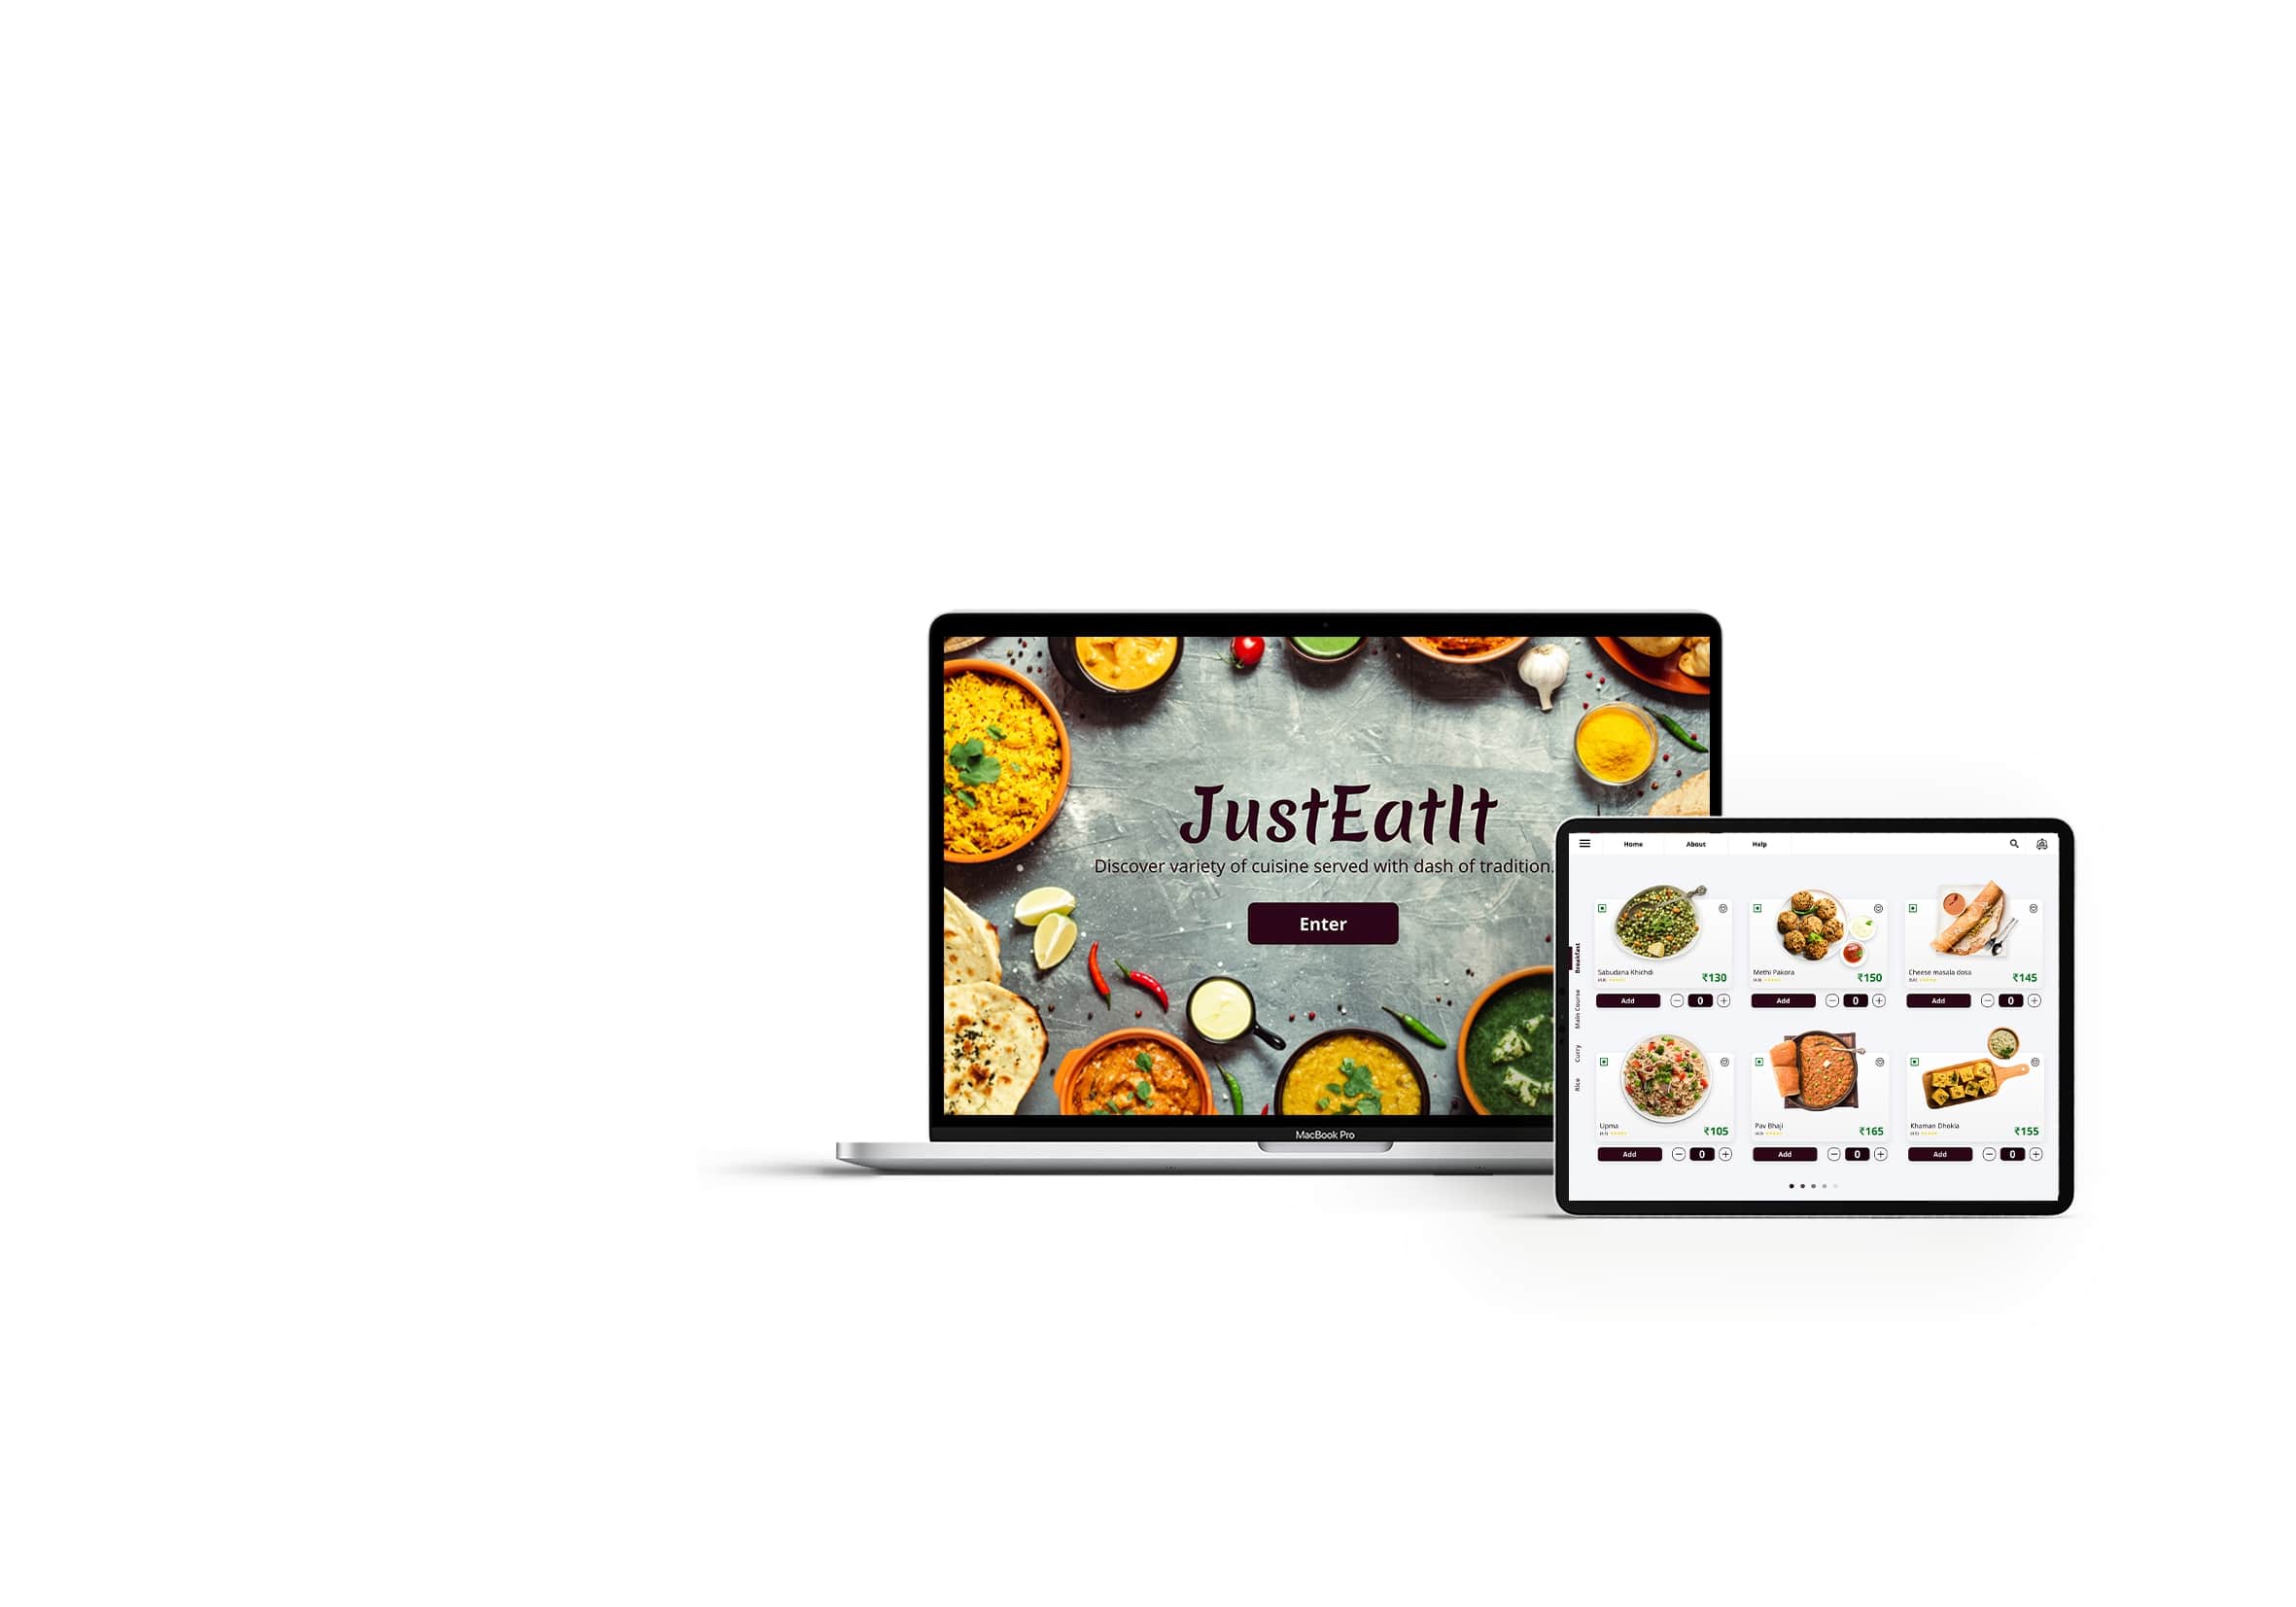 JustEatIt
Discover variety of cuisine served with dash of tradition.
Enter
MacBook Pro
Home About Help
Breakfast
Main Course
Curry
Rice
Sabudana Khichdi ₹130
Add 0
Methi Pakora ₹150
Add 0
Cheese masala dosa ₹145
Add 0
Upma ₹105
Add 0
Pav Bhaji ₹165
Add 0
Khaman Dhokla ₹155
Add 0